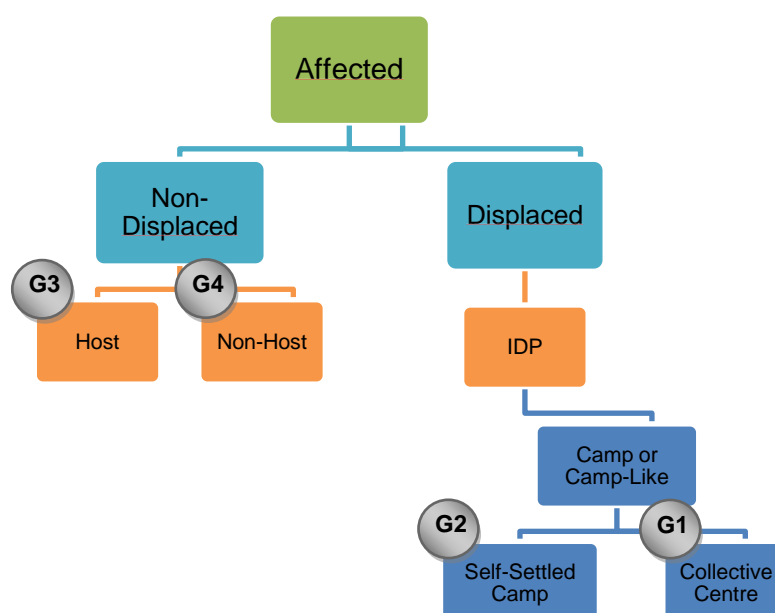 Affected
Non-
Displaced
Displaced
G3
G4
Host
Non-Host
IDP
Camp or
Camp-Like
G2
G1
Self-Settled
Camp
Collective
Centre